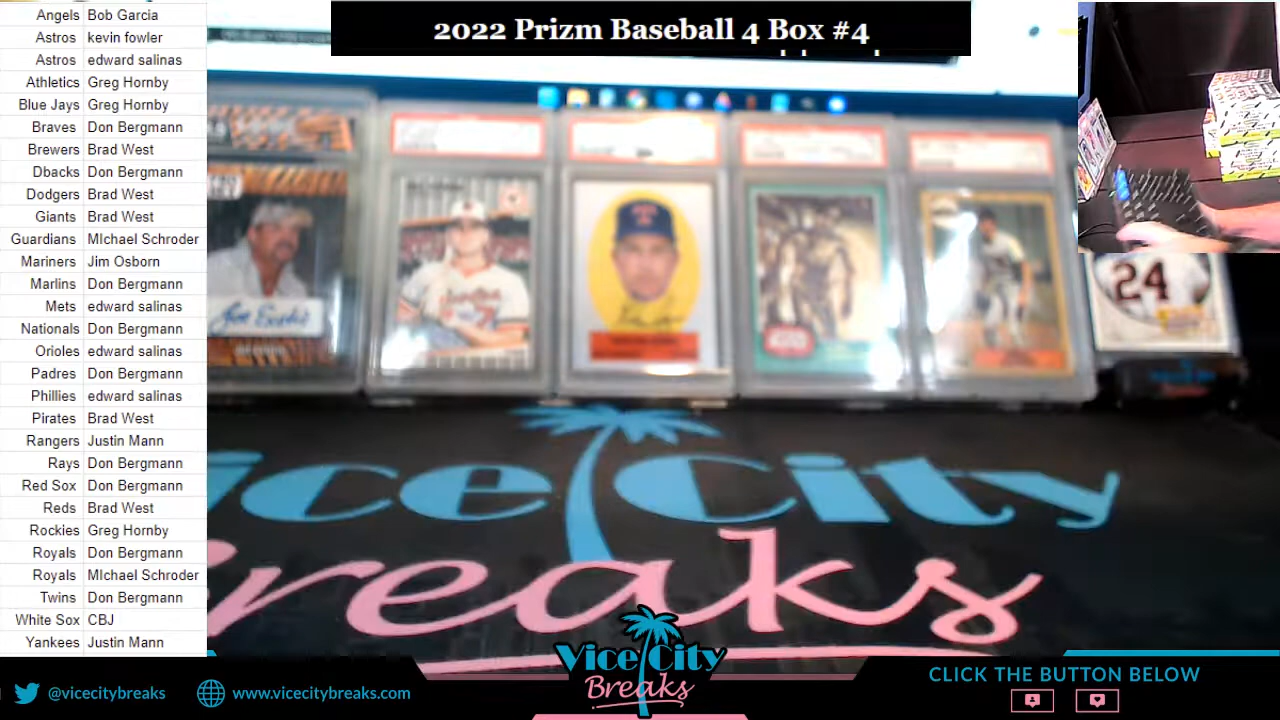 2022 Prizm Baseball 4 Box #4
Angels Bob Garcia
Astros kevin fowler
Astros edward salinas
Athletics Greg Hornby
Blue Jays Greg Hornby
Braves Don Bergmann
Brewers Brad West
Dbacks Don Bergmann
Dodgers Brad West
Giants Brad West
Guardians MIchael Schroder
Mariners Jim Osborn
Marlins Don Bergmann
Mets edward salinas
Nationals Don Bergmann
Orioles edward salinas
Padres Don Bergmann
Phillies edward salinas
Pirates Brad West
Rangers Justin Mann
Rays Don Bergmann
Red Sox Don Bergmann
Reds Brad West
Rockies Greg Hornby
Royals Don Bergmann
Royals MIchael Schroder
Twins Don Bergmann
White Sox CBJ
Yankees Justin Mann
24
ice City
Breaks
Vice City
Breaks
@vicecitybreaks
www.vicecitybreaks.com
CLICK THE BUTTON BELOW